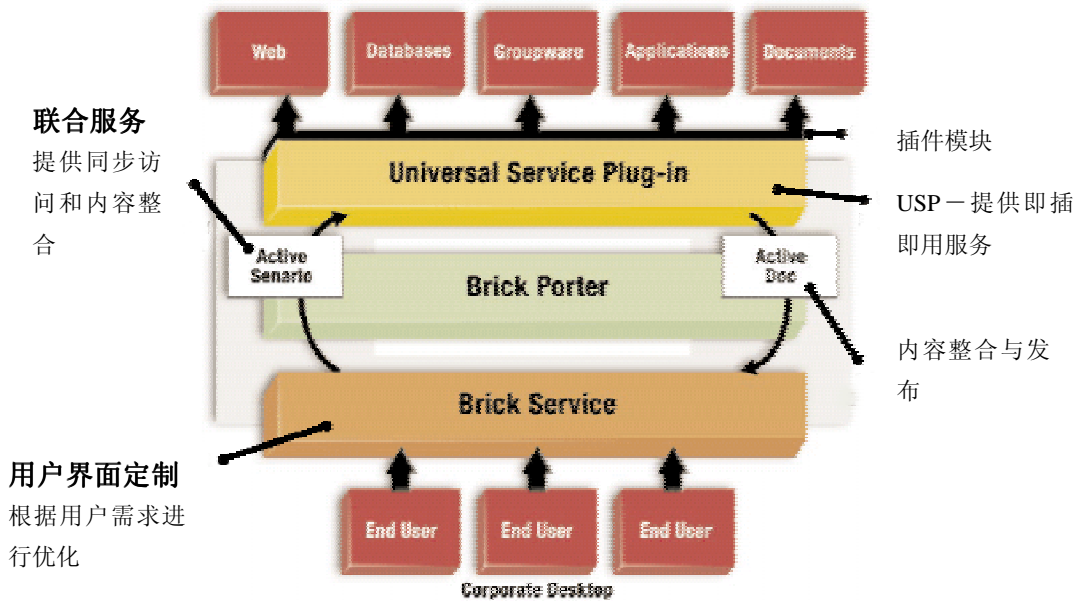 Web
Databases
Groupware
Applications
Documents
联合服务
提供同步访
问和内容整
合
插件模块
Universal Service Plug-in
USP－提供即插
即用服务
Active
Senario
Active
Doc
Brick Porter
内容整合与发
布
Brick Service
用户界面定制
根据用户需求进
行优化
End User
End User
End User
Corporate Desktop